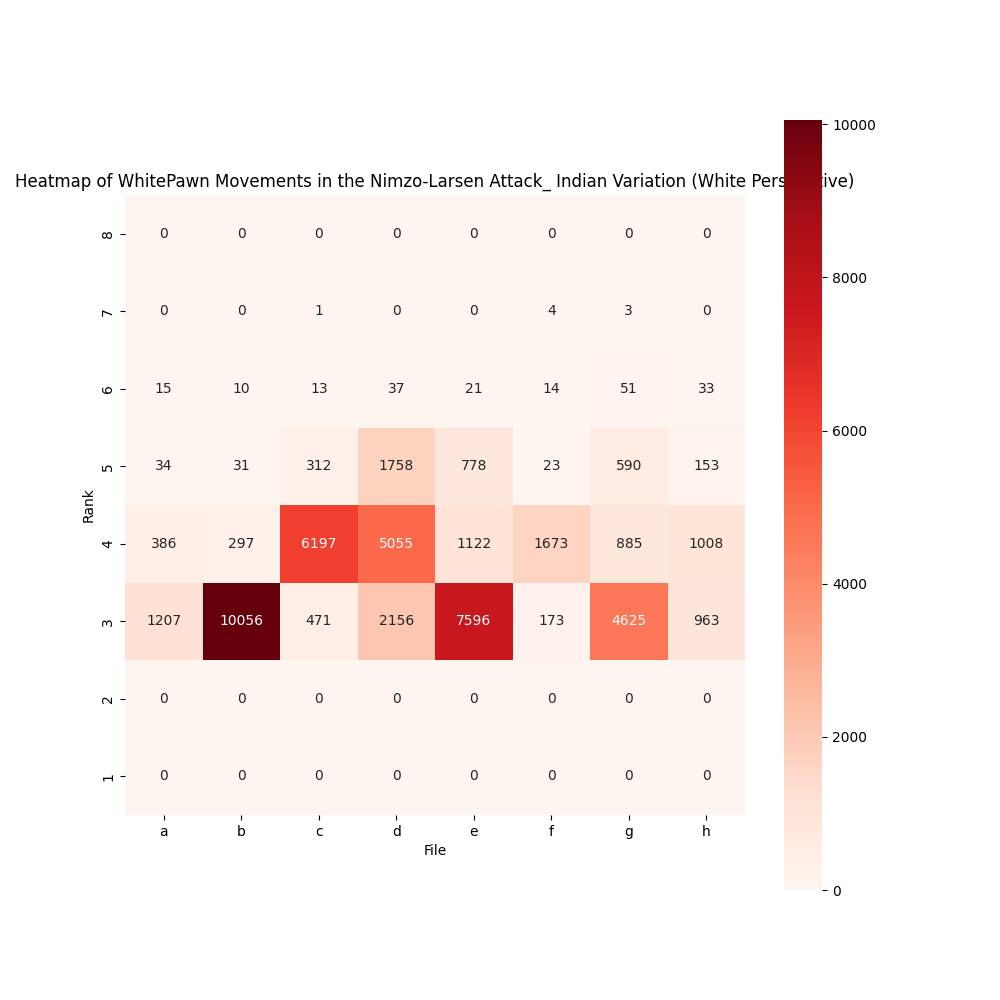 Heatmap of WhitePawn Movements in the Nimzo-Larsen Attack_ Indian Variation (White Pers  tive)
8 0 0 0 0 0 0 0 0
7 0 0 1 0 0 4 3 0
6 15 10 13 37 21 14 51 33
5 34 31 312 1758 778 23 590 153
4 386 297 6197 5055 1122 1673 885 1008
3 1207 10056 471 2156 7596 173 4625 963
2 0 0 0 0 0 0 0 0
1 0 0 0 0 0 0 0 0
a b c d e f g h
File
Rank
10000
8000
6000
4000
2000
0